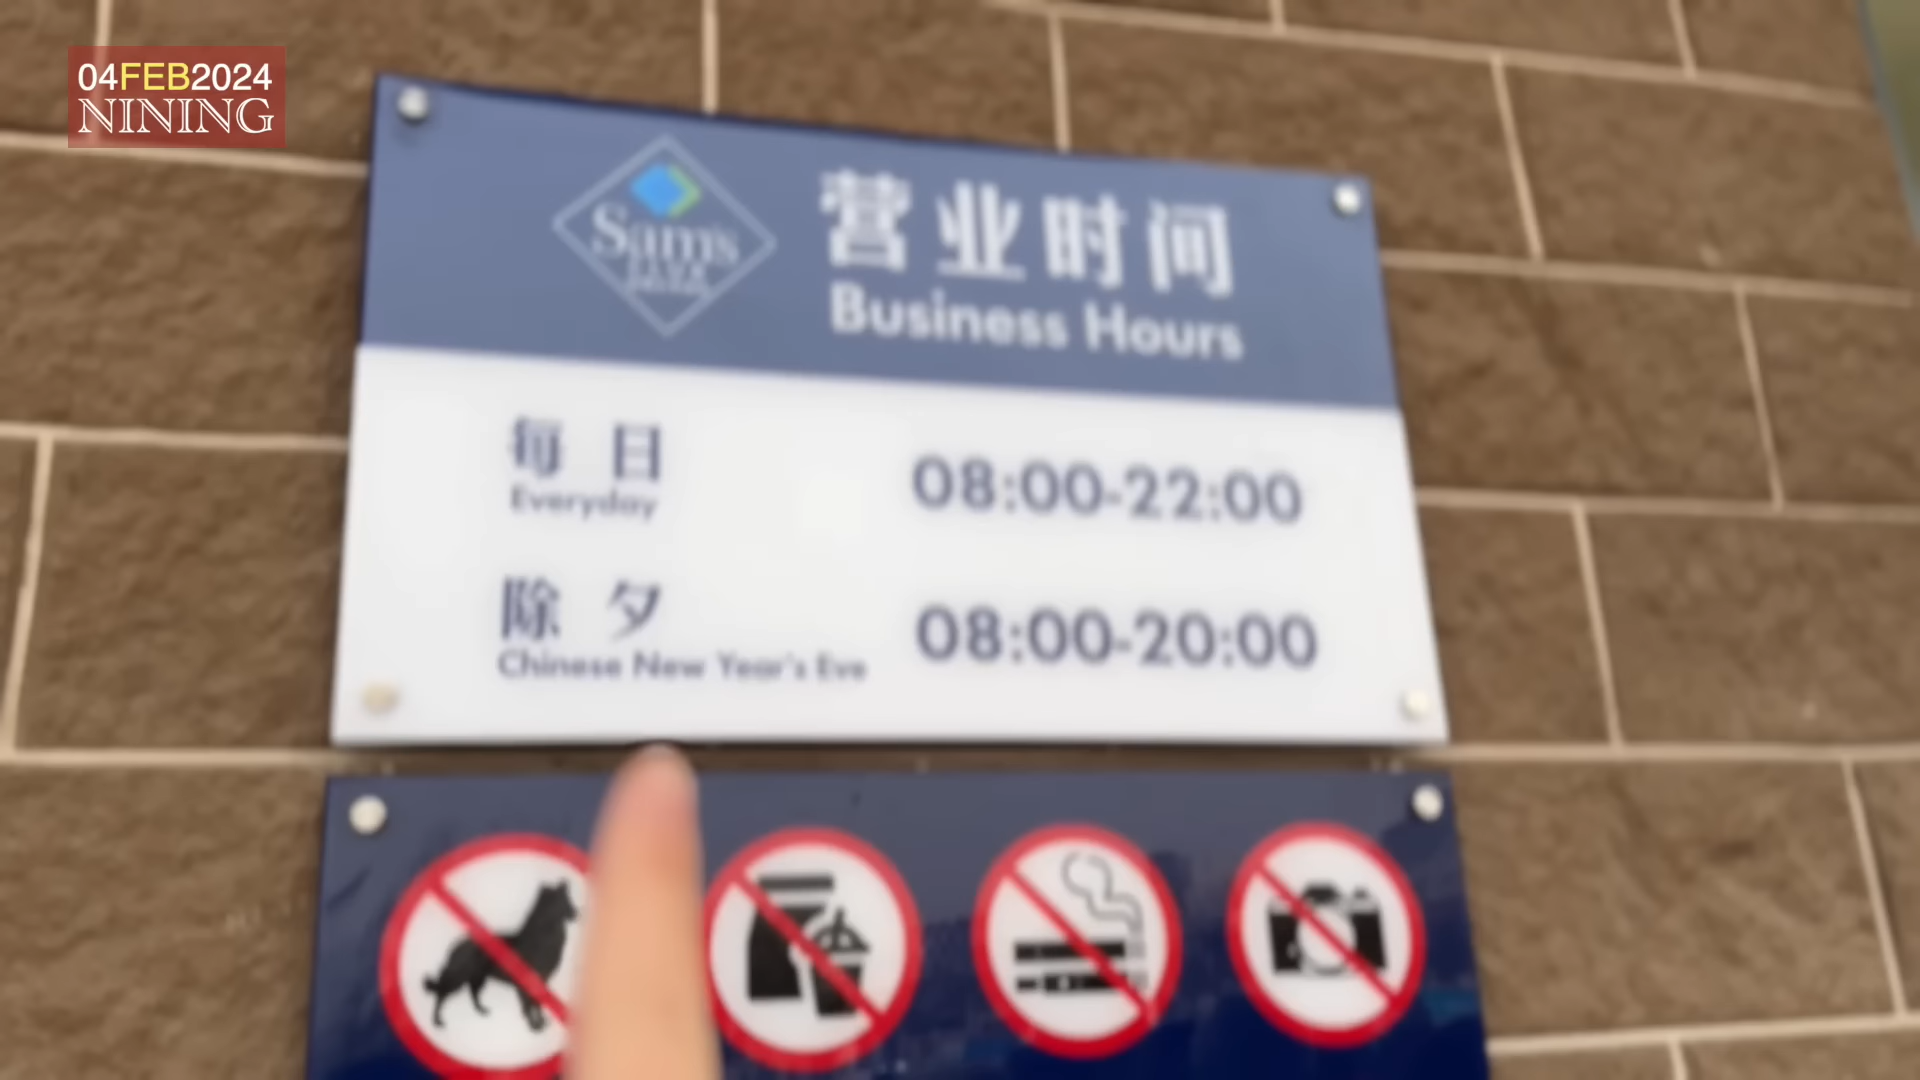 04FEB2024
NINING
Sam's
营业时间
Business Hours
每日
Everyday
08:00-22:00
除夕
Chinese New Year's Eve
08:00-20:00